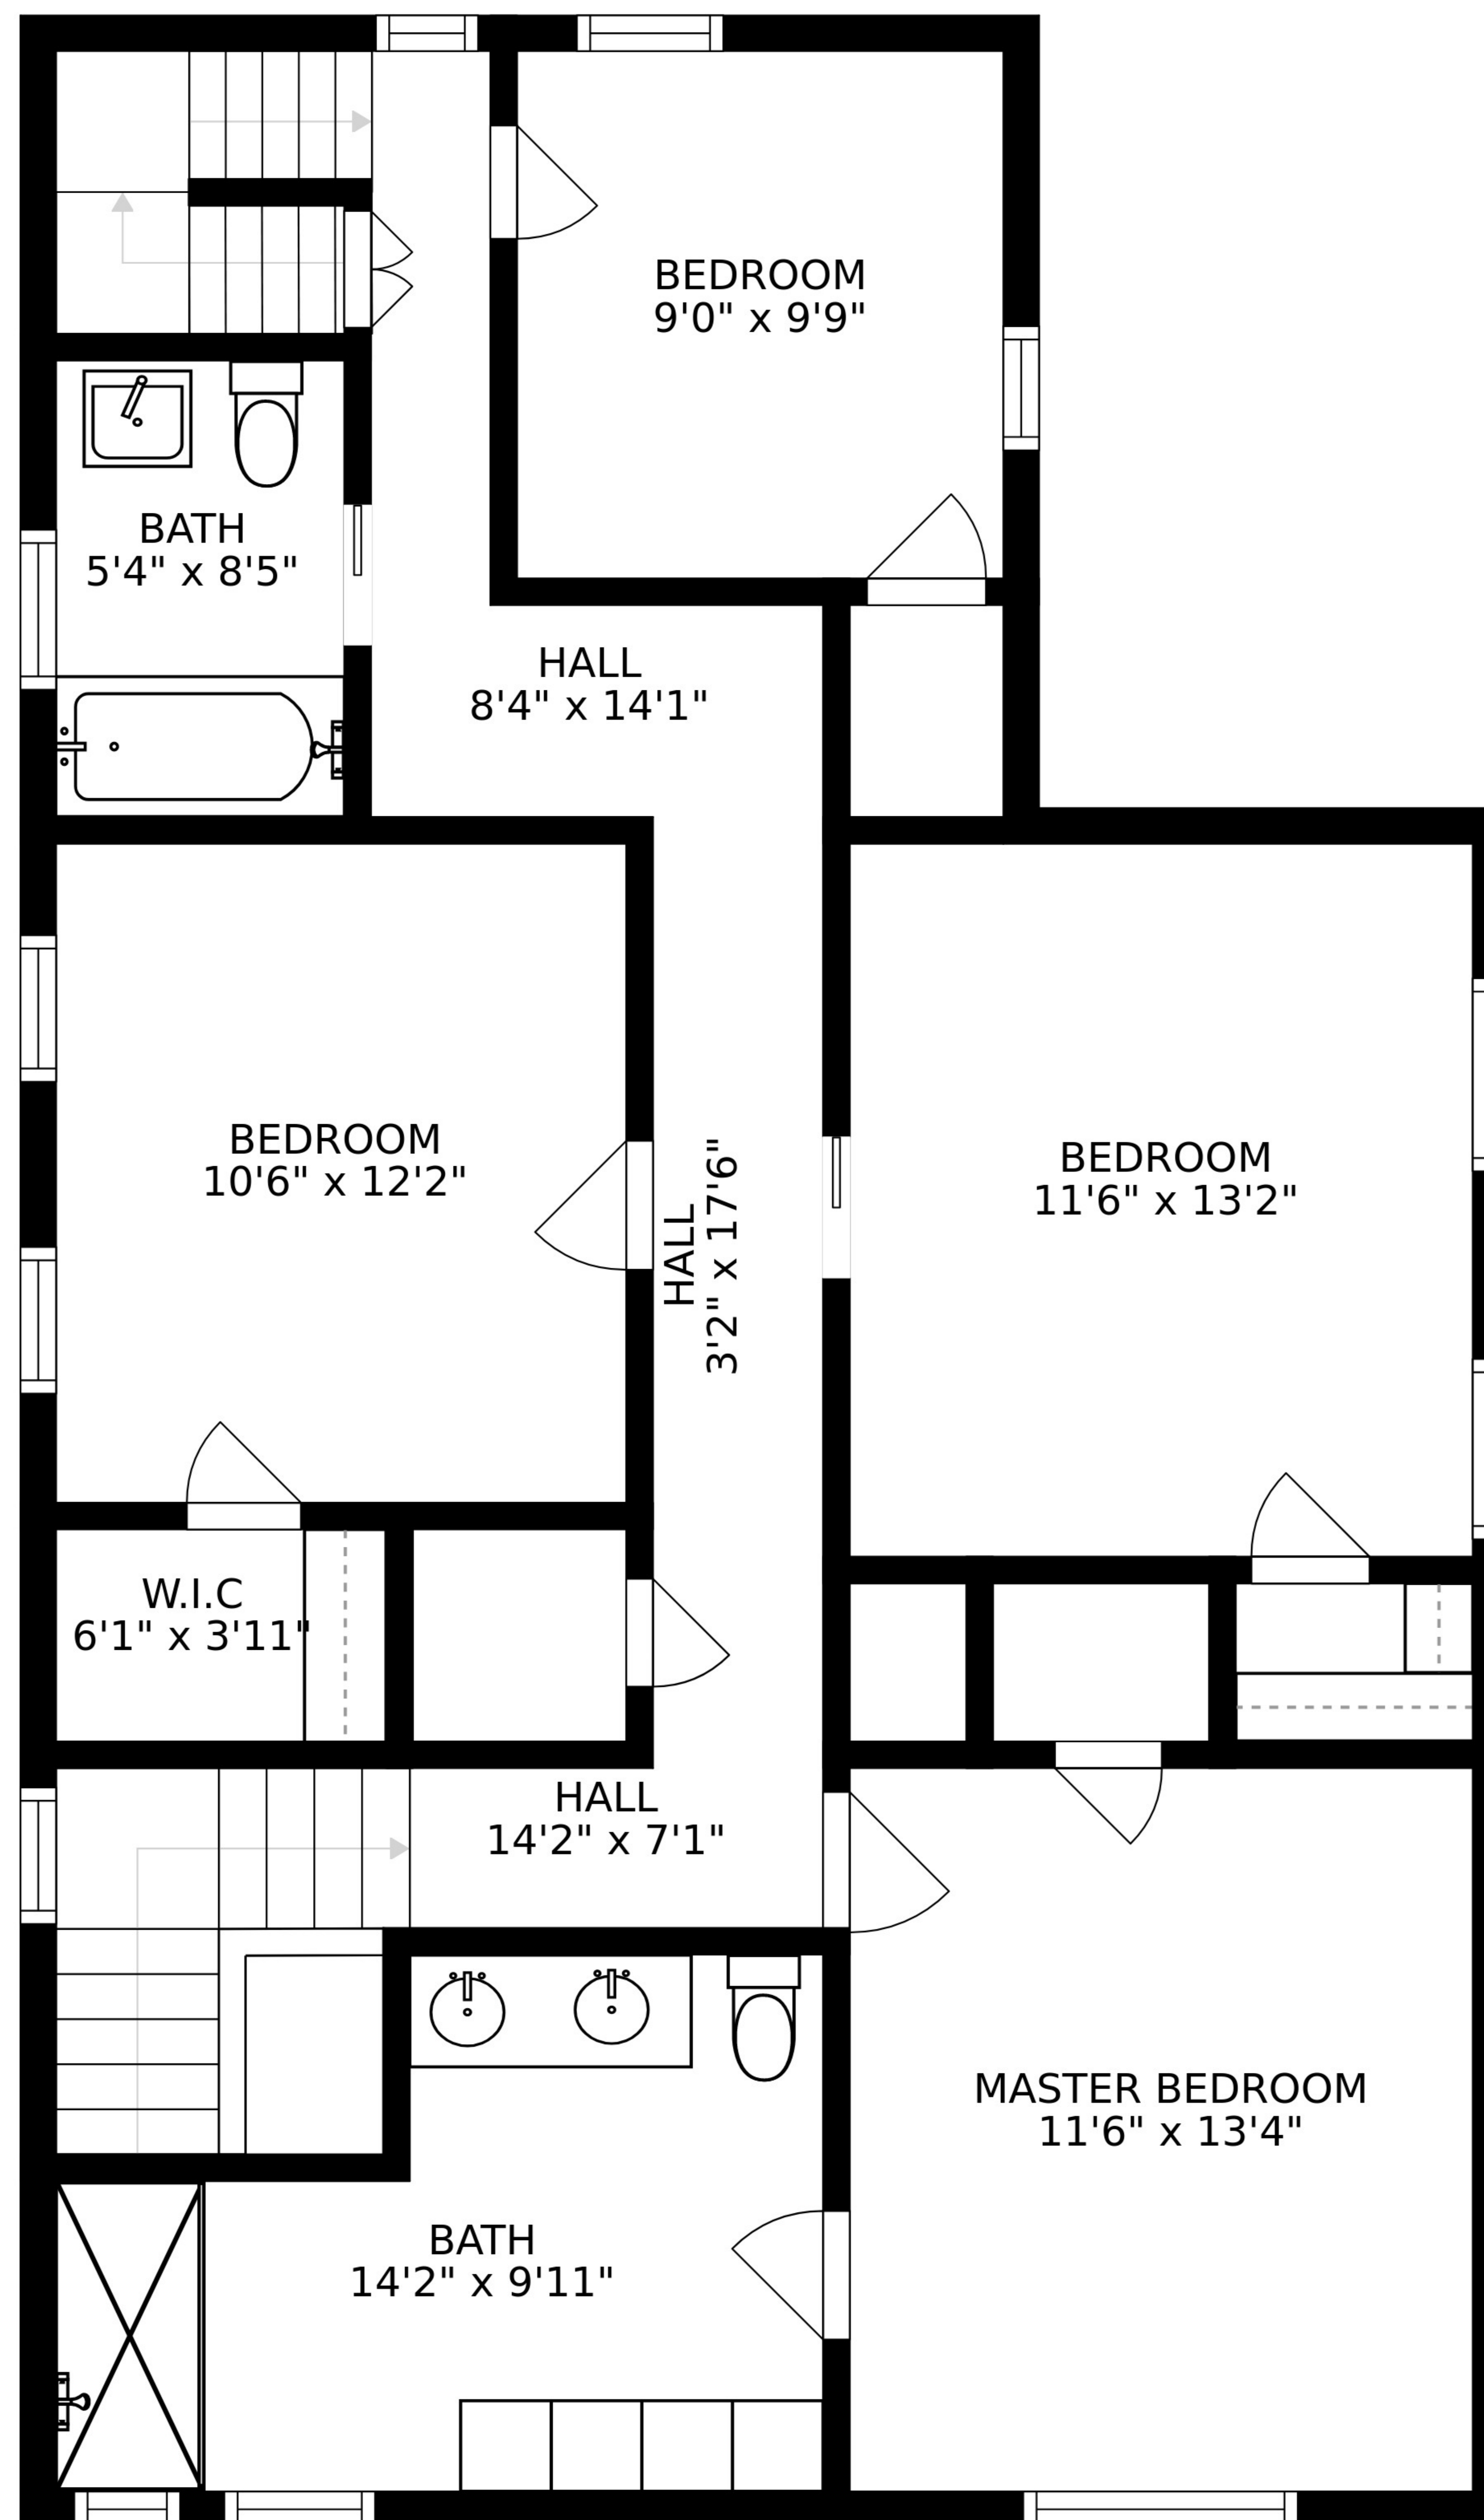 BEDROOM
9'0" x 9'9"
BATH
5'4" x 8'5"
HALL
8'4" x 14'1"
BEDROOM
10'6" x 12'2"
HALL
3'2" x 17'6"
BEDROOM
11'6" x 13'2"
W.I.C
6'1" x 3'11"
HALL
14'2" x 7'1"
MASTER BEDROOM
11'6" x 13'4"
BATH
14'2" x 9'11"